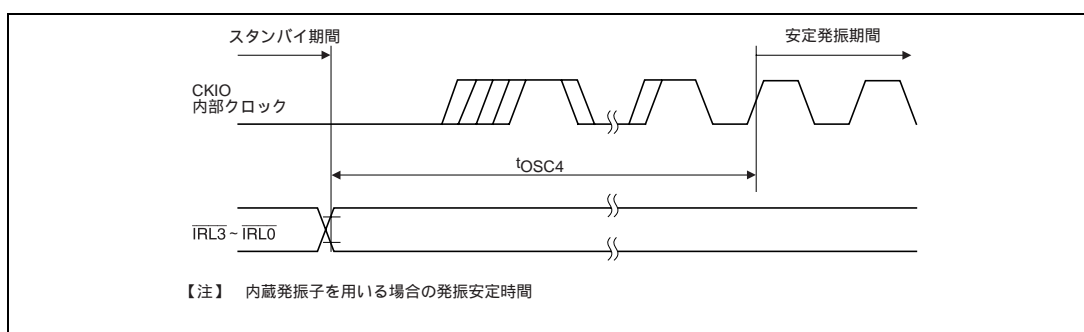 スタンバイ期間
安定発振期間
CKIO
内部クロック
tOSC4
IRL3 ~ IRL0
【注】 内蔵発振子を用いる場合の発振安定時間